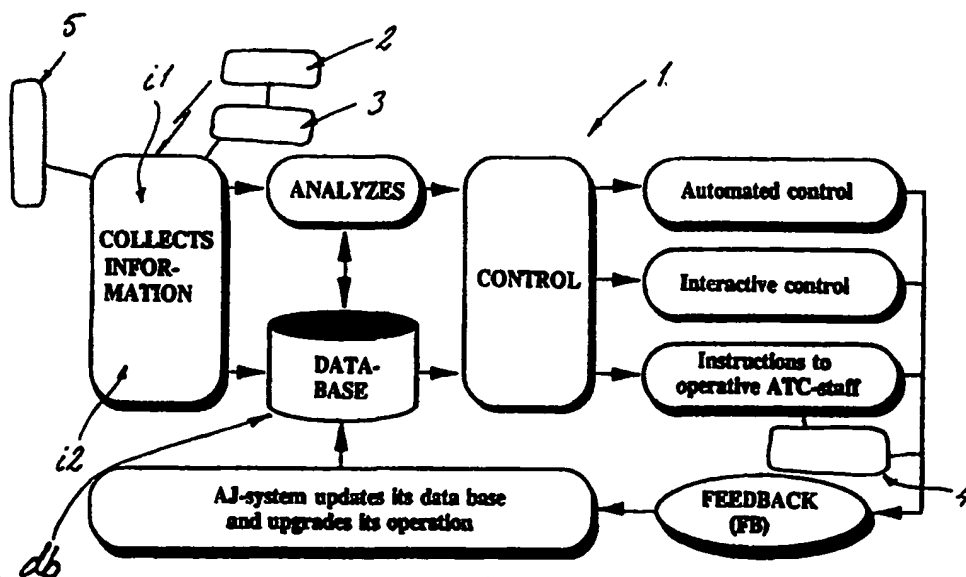 5
i1
2
3
1.
ANALYZES
Automated control
COLLECTS
INFOR-
MATION
CONTROL
Interactive control
DATA-
BASE
Instructions to
operative ATC-staff
i2
AJ-system updates its data base
and upgrades its operation
FEEDBACK
(FB)
4
db